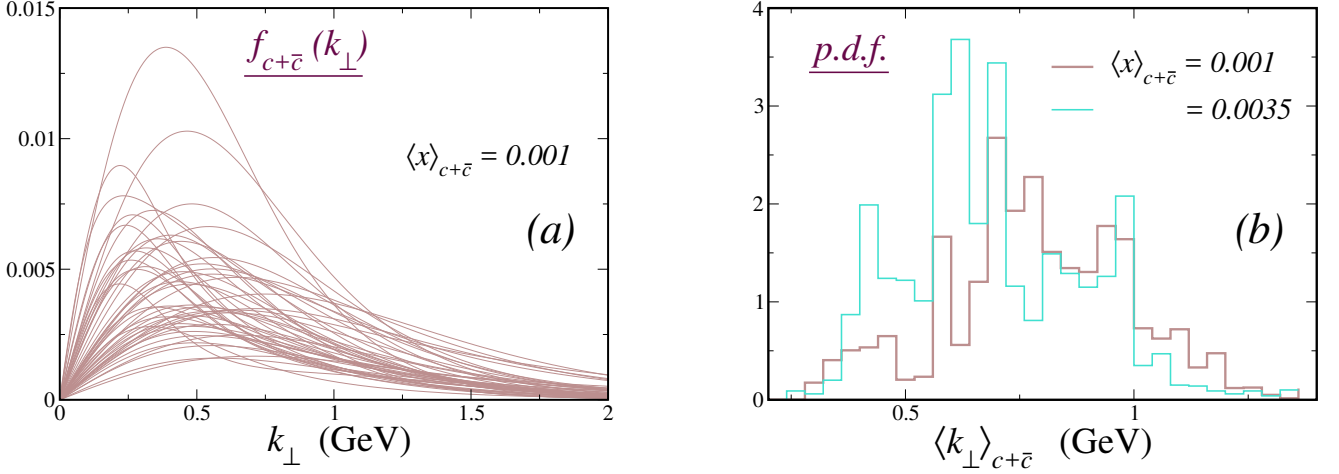 0.015
0.01
0.005
0
0
0.5
1
1.5
2
f_{c+c̄}(k_⊥)
⟨x⟩_{c+c̄} = 0.001
(a)
k_⊥ (GeV)
4
3
2
1
0
0.5
1
p.d.f.
⟨x⟩_{c+c̄} = 0.001
= 0.0035
(b)
⟨k_⊥⟩_{c+c̄} (GeV)